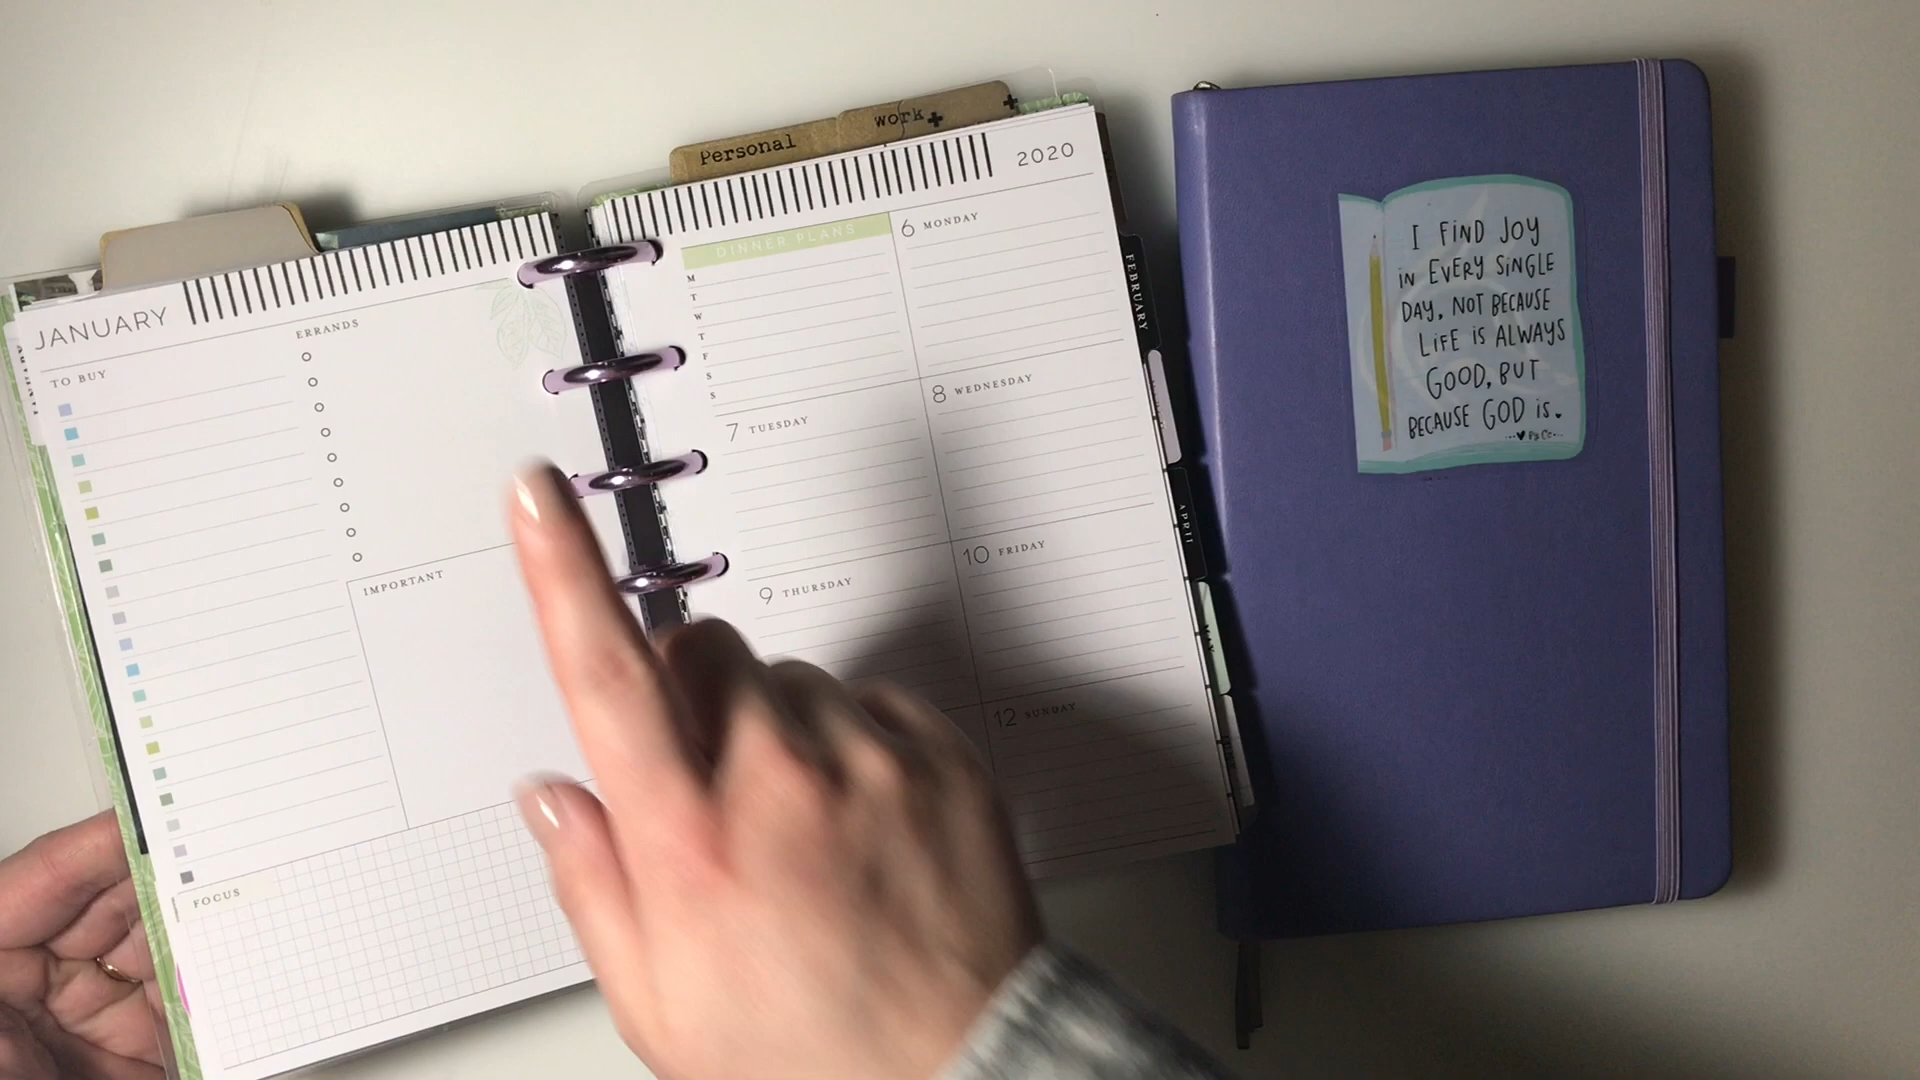 Personal
work
JANUARY
TO BUY
ERRANDS
IMPORTANT
FOCUS
2020
DINNER PLANS
M
T
W
T
F
S
S
6 MONDAY
7 TUESDAY
8 WEDNESDAY
9 THURSDAY
10 FRIDAY
12 SUNDAY
FEBRUARY
APRIL
MAY
I FIND JOY
IN EVERY SINGLE
DAY, NOT BECAUSE
LIFE IS ALWAYS
GOOD, BUT
BECAUSE GOD IS.